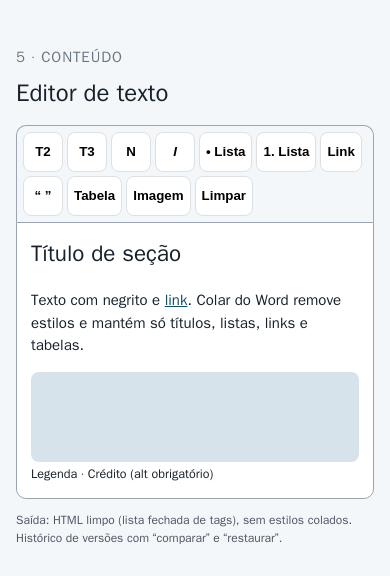 5 · CONTEÚDO
Editor de texto
T2 T3 N I • Lista 1. Lista Link
“ ” Tabela Imagem Limpar
Título de seção
Texto com negrito e link. Colar do Word remove
estilos e mantém só títulos, listas, links e
tabelas.
Legenda · Crédito (alt obrigatório)
Saída: HTML limpo (lista fechada de tags), sem estilos colados.
Histórico de versões com “comparar” e “restaurar”.